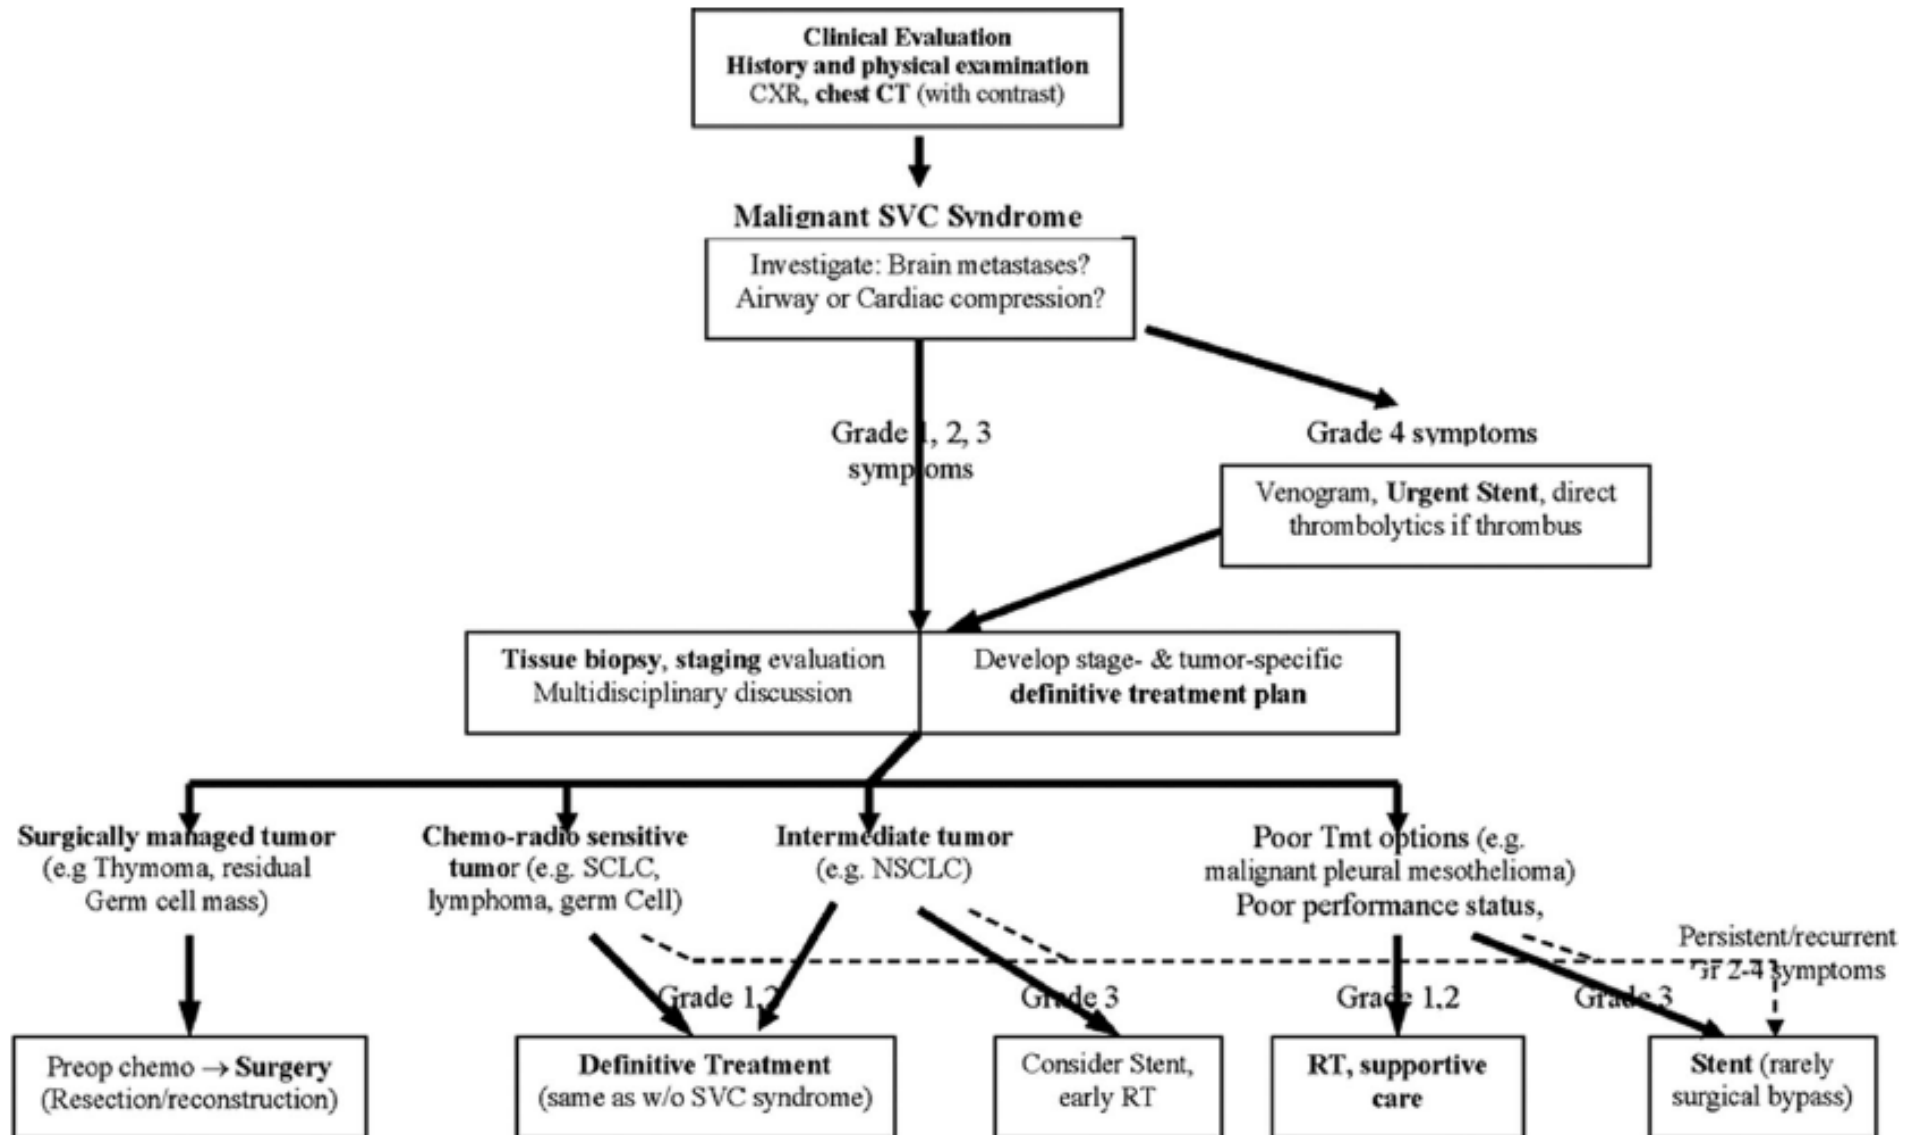 Clinical Evaluation
History and physical examination
CXR, chest CT (with contrast)
Malignant SVC Syndrome
Investigate: Brain metastases?
Airway or Cardiac compression?
Grade 1, 2, 3
symptoms
Grade 4 symptoms
Venogram, Urgent Stent, direct
thrombolytics if thrombus
Tissue biopsy, staging evaluation
Multidisciplinary discussion
Develop stage- & tumor-specific
definitive treatment plan
Surgically managed tumor
(e.g Thymoma, residual
Germ cell mass)
Chemo-radio sensitive
tumor (e.g. SCLC,
lymphoma, germ Cell)
Intermediate tumor
(e.g. NSCLC)
Poor Tmt options (e.g.
malignant pleural mesothelioma)
Poor performance status,
Persistent/recurrent
Gr 2-4 symptoms
Grade 1,2
Grade 3
Grade 1,2
Grade 3
Preop chemo → Surgery
(Resection/reconstruction)
Definitive Treatment
(same as w/o SVC syndrome)
Consider Stent,
early RT
RT, supportive
care
Stent (rarely
surgical bypass)